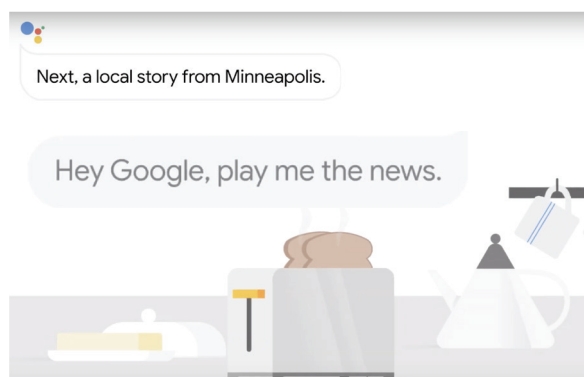 Next, a local story from Minneapolis.
Hey Google, play me the news.